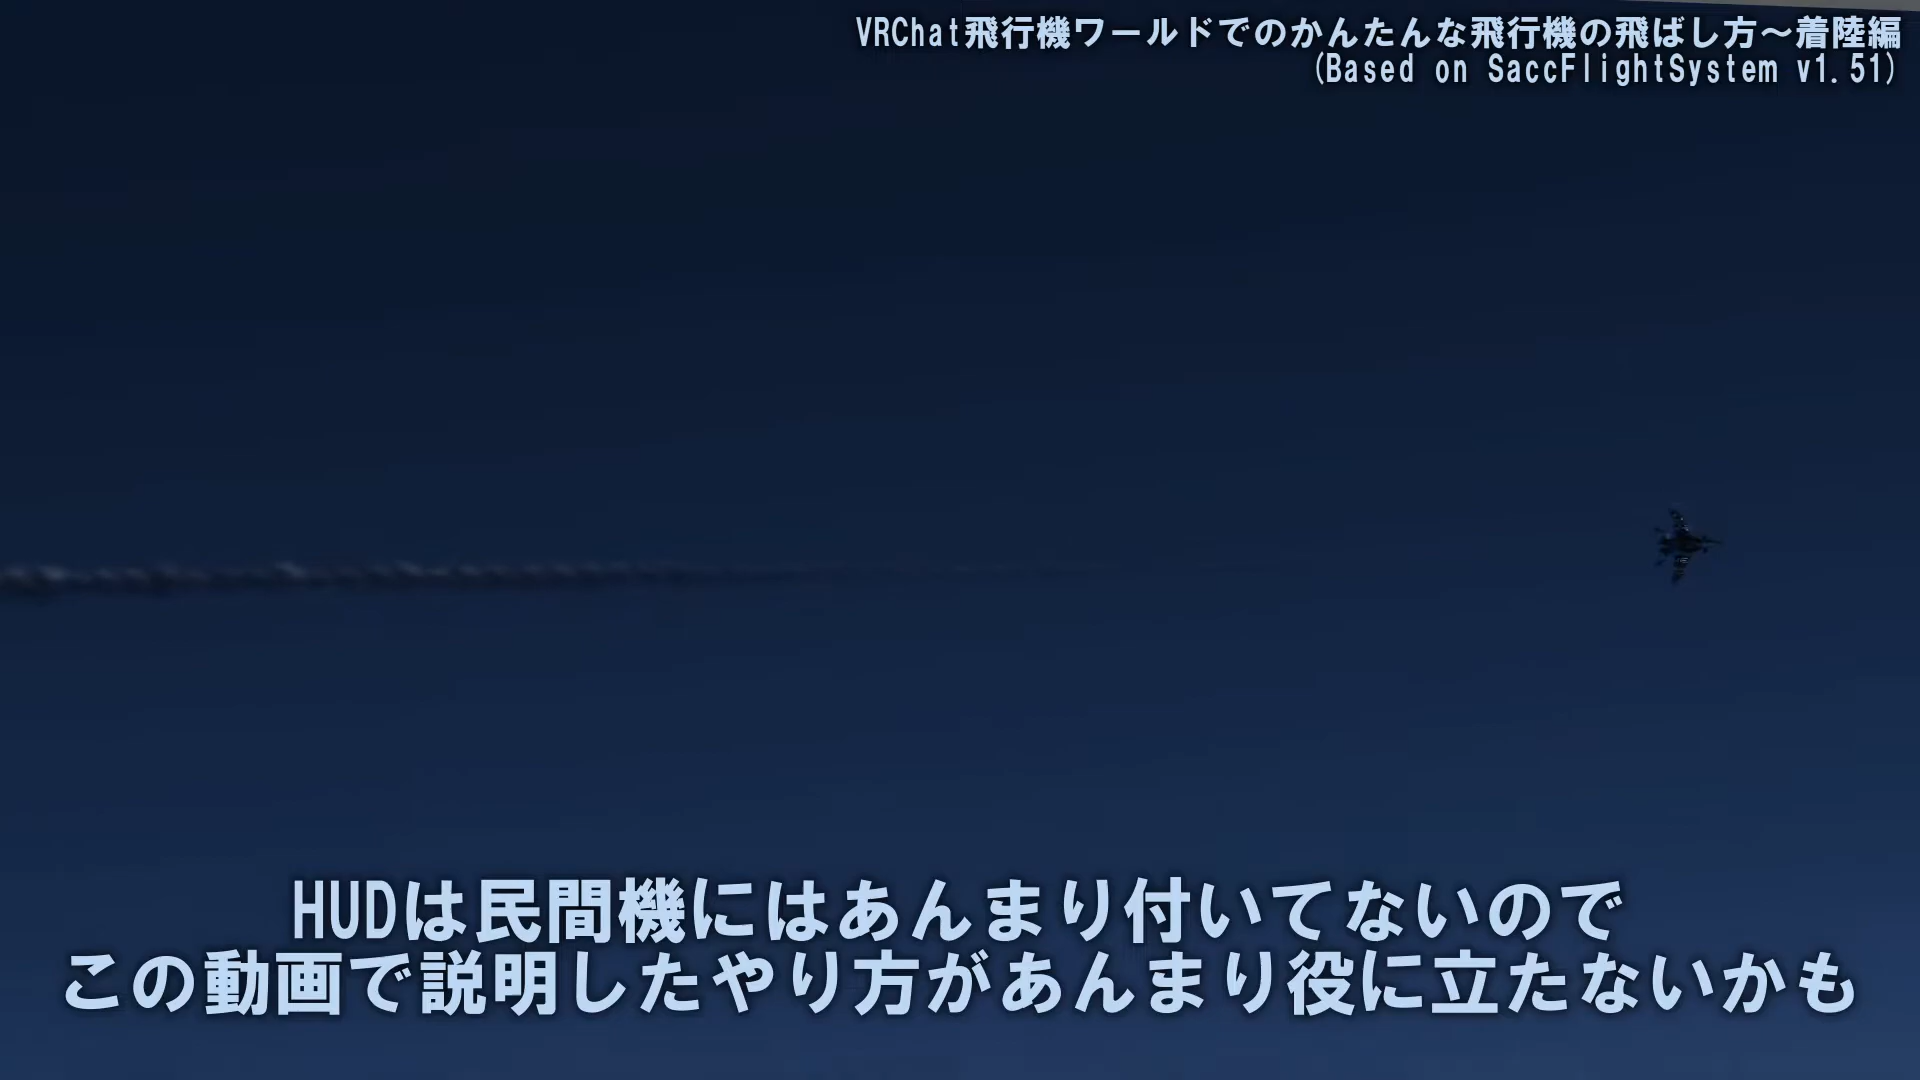 VRChat飛行機ワールドでのかんたんな飛行機の飛ばし方～着陸編
(Based on SaccFlightSystem v1.51)
HUDは民間機にはあんまり付いてないので
この動画で説明したやり方があんまり役に立たないかも